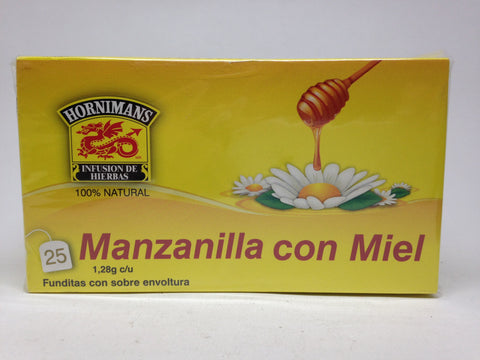 HORNIMANS
INFUSION DE
HIERBAS
100% NATURAL
25
Manzanilla con Miel
1,28g c/u
Funditas con sobre envoltura